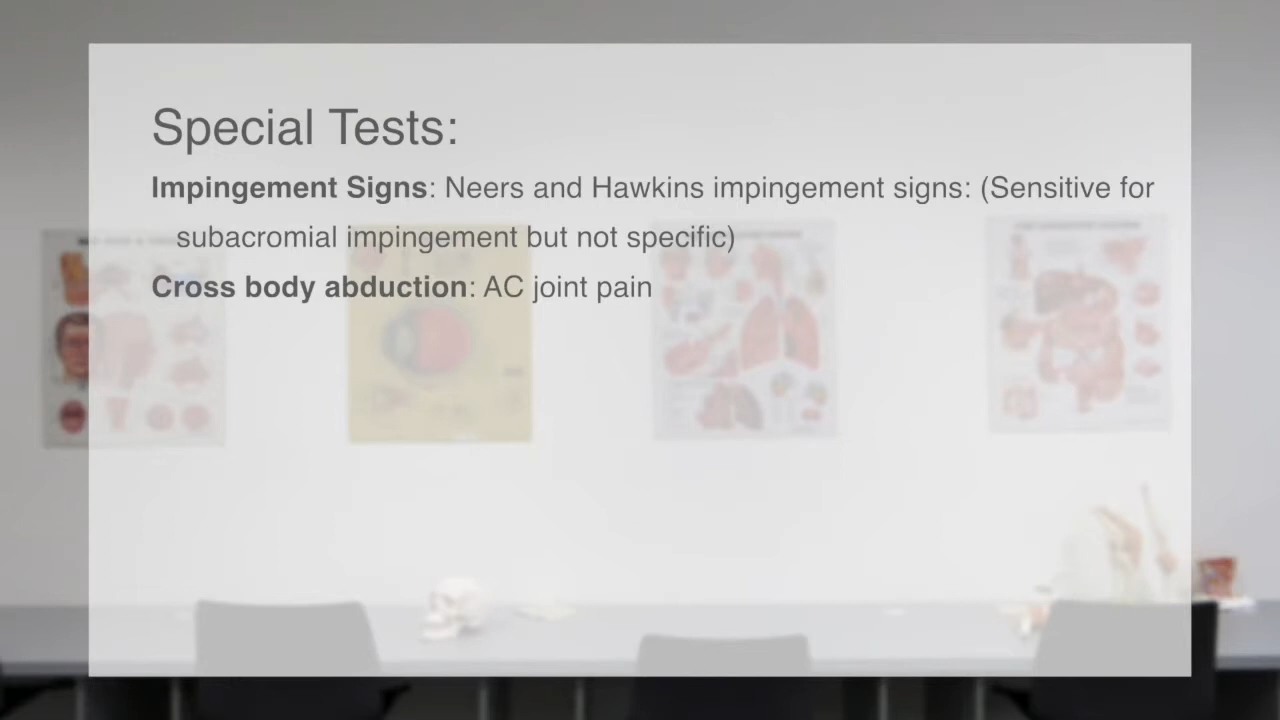 Special Tests:
Impingement Signs: Neers and Hawkins impingement signs: (Sensitive for
subacromial impingement but not specific)
Cross body abduction: AC joint pain